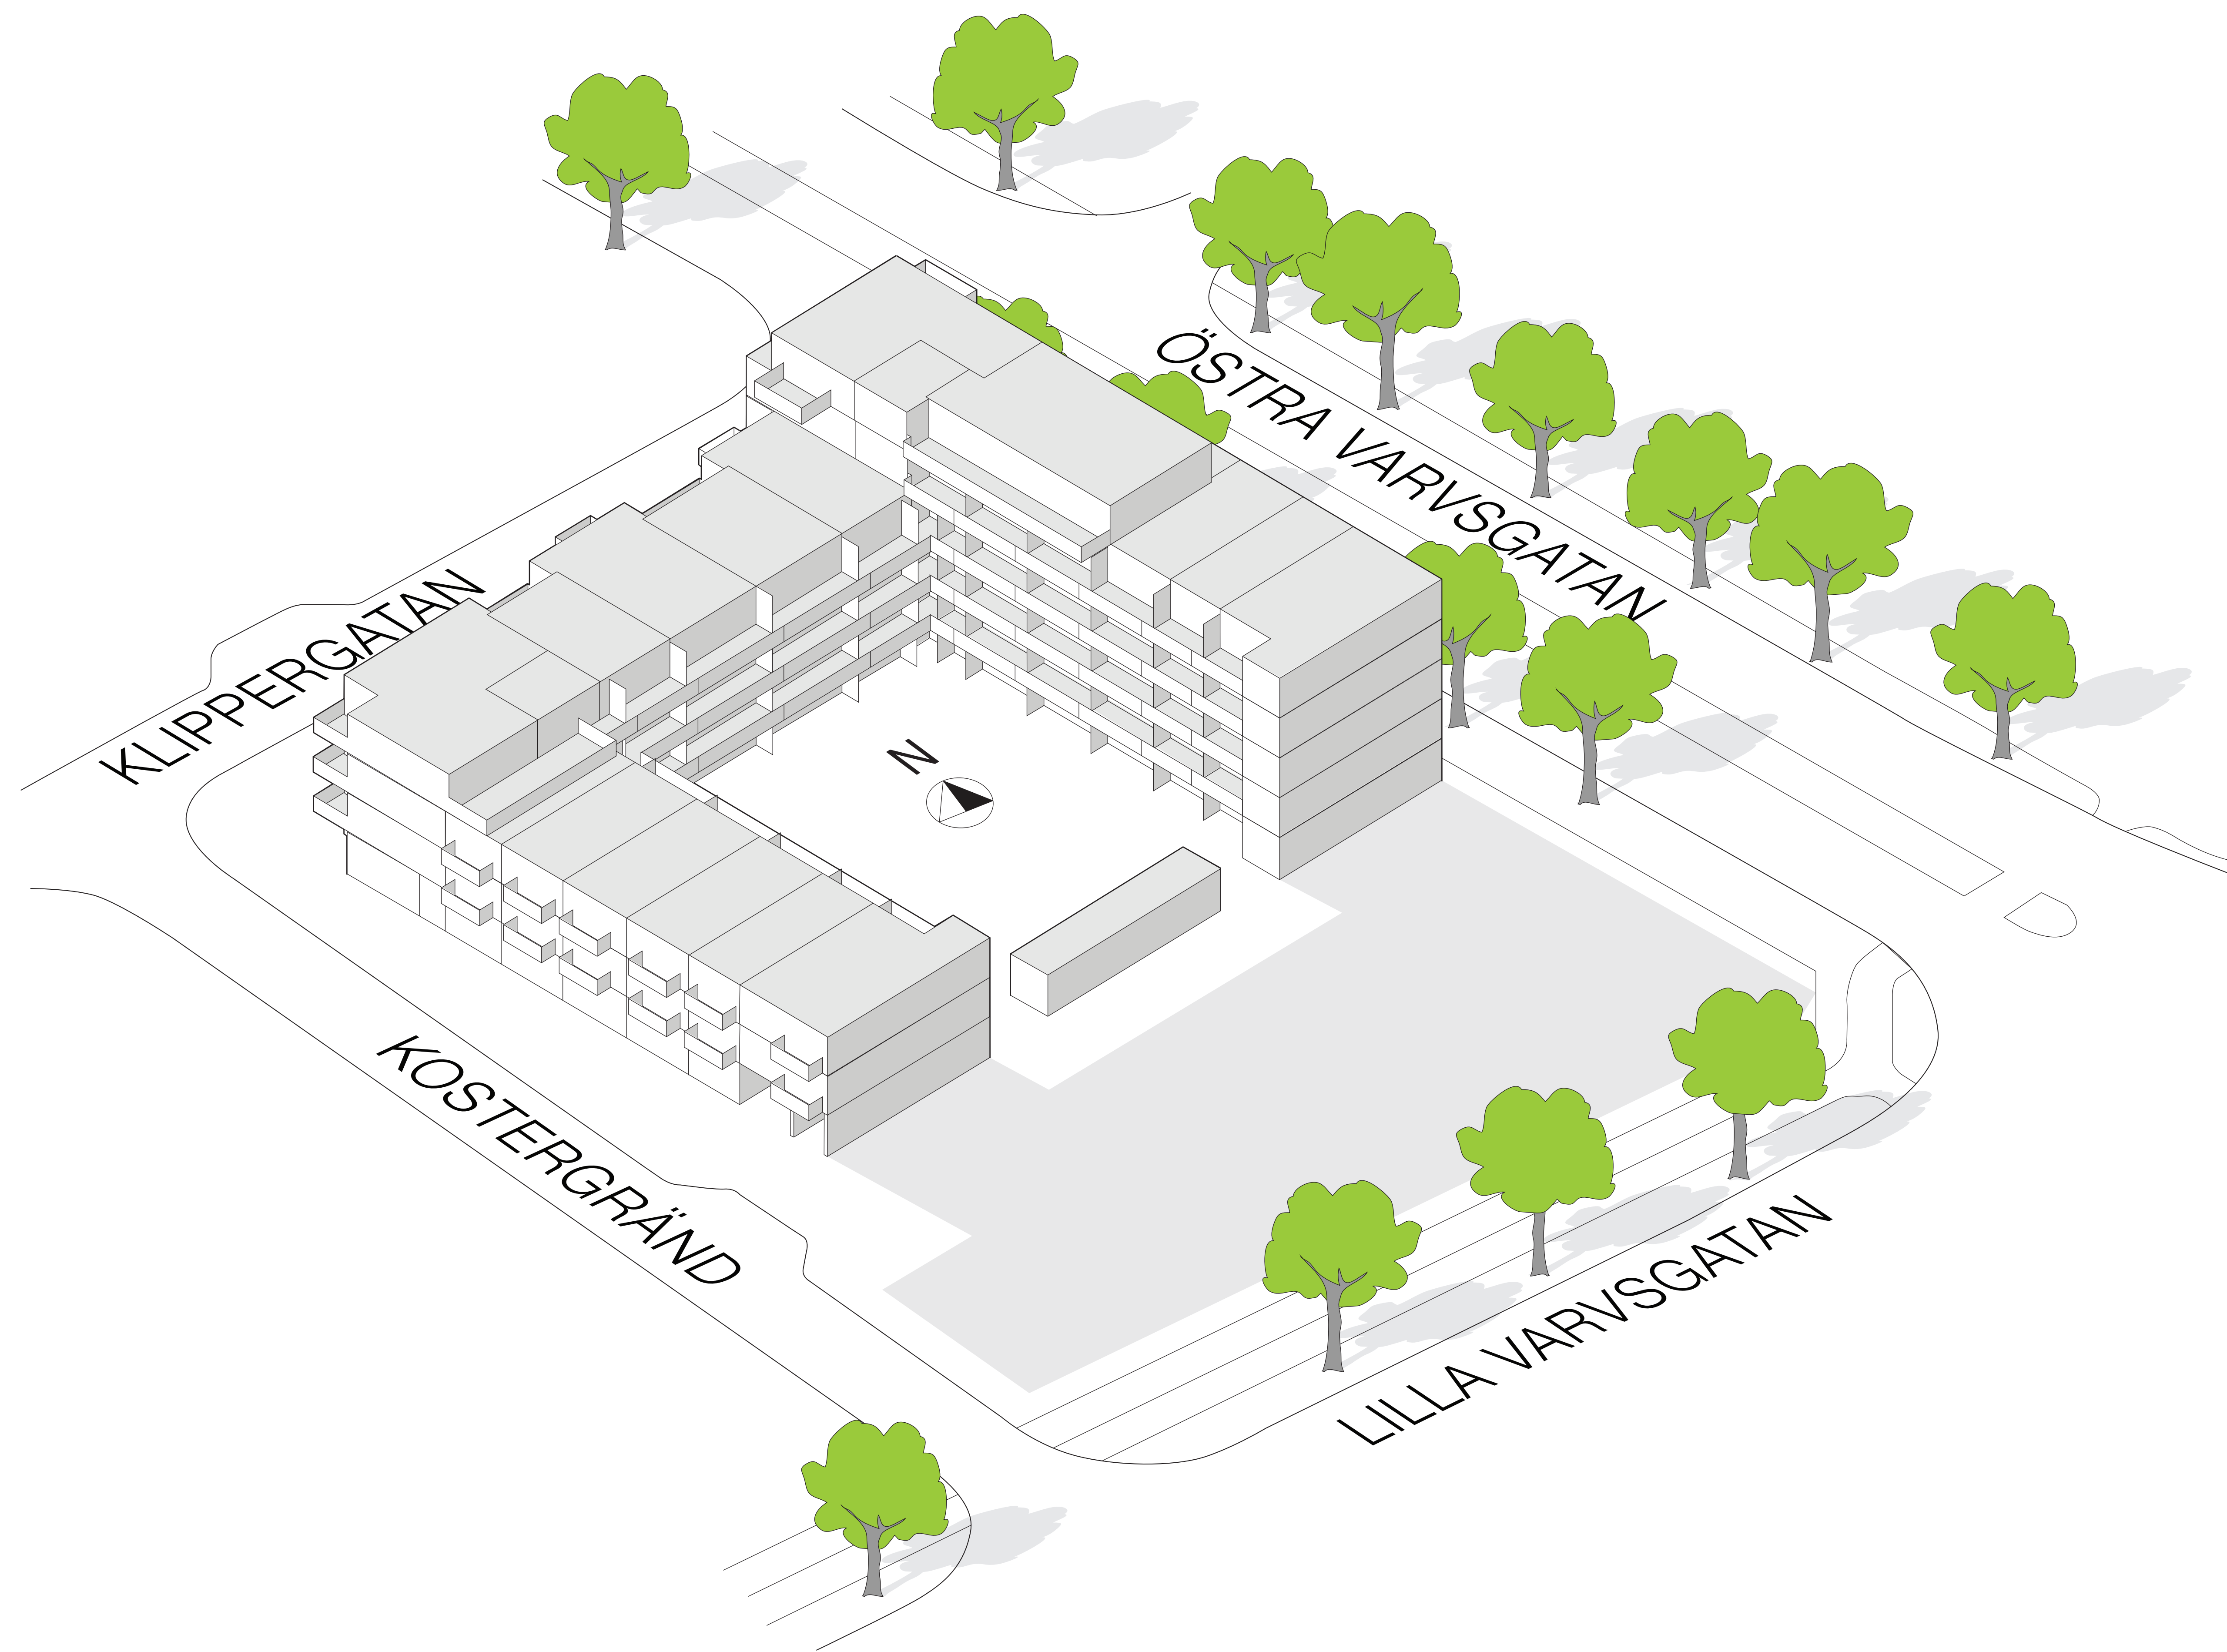 ÖSTRA VARVSGATAN
KLIPPERGATAN
N
KOSTERGRÄND
LILLA VARVSGATAN